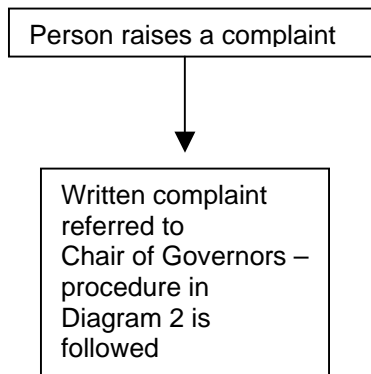 Person raises a complaint
Written complaint
referred to
Chair of Governors –
procedure in
Diagram 2 is
followed